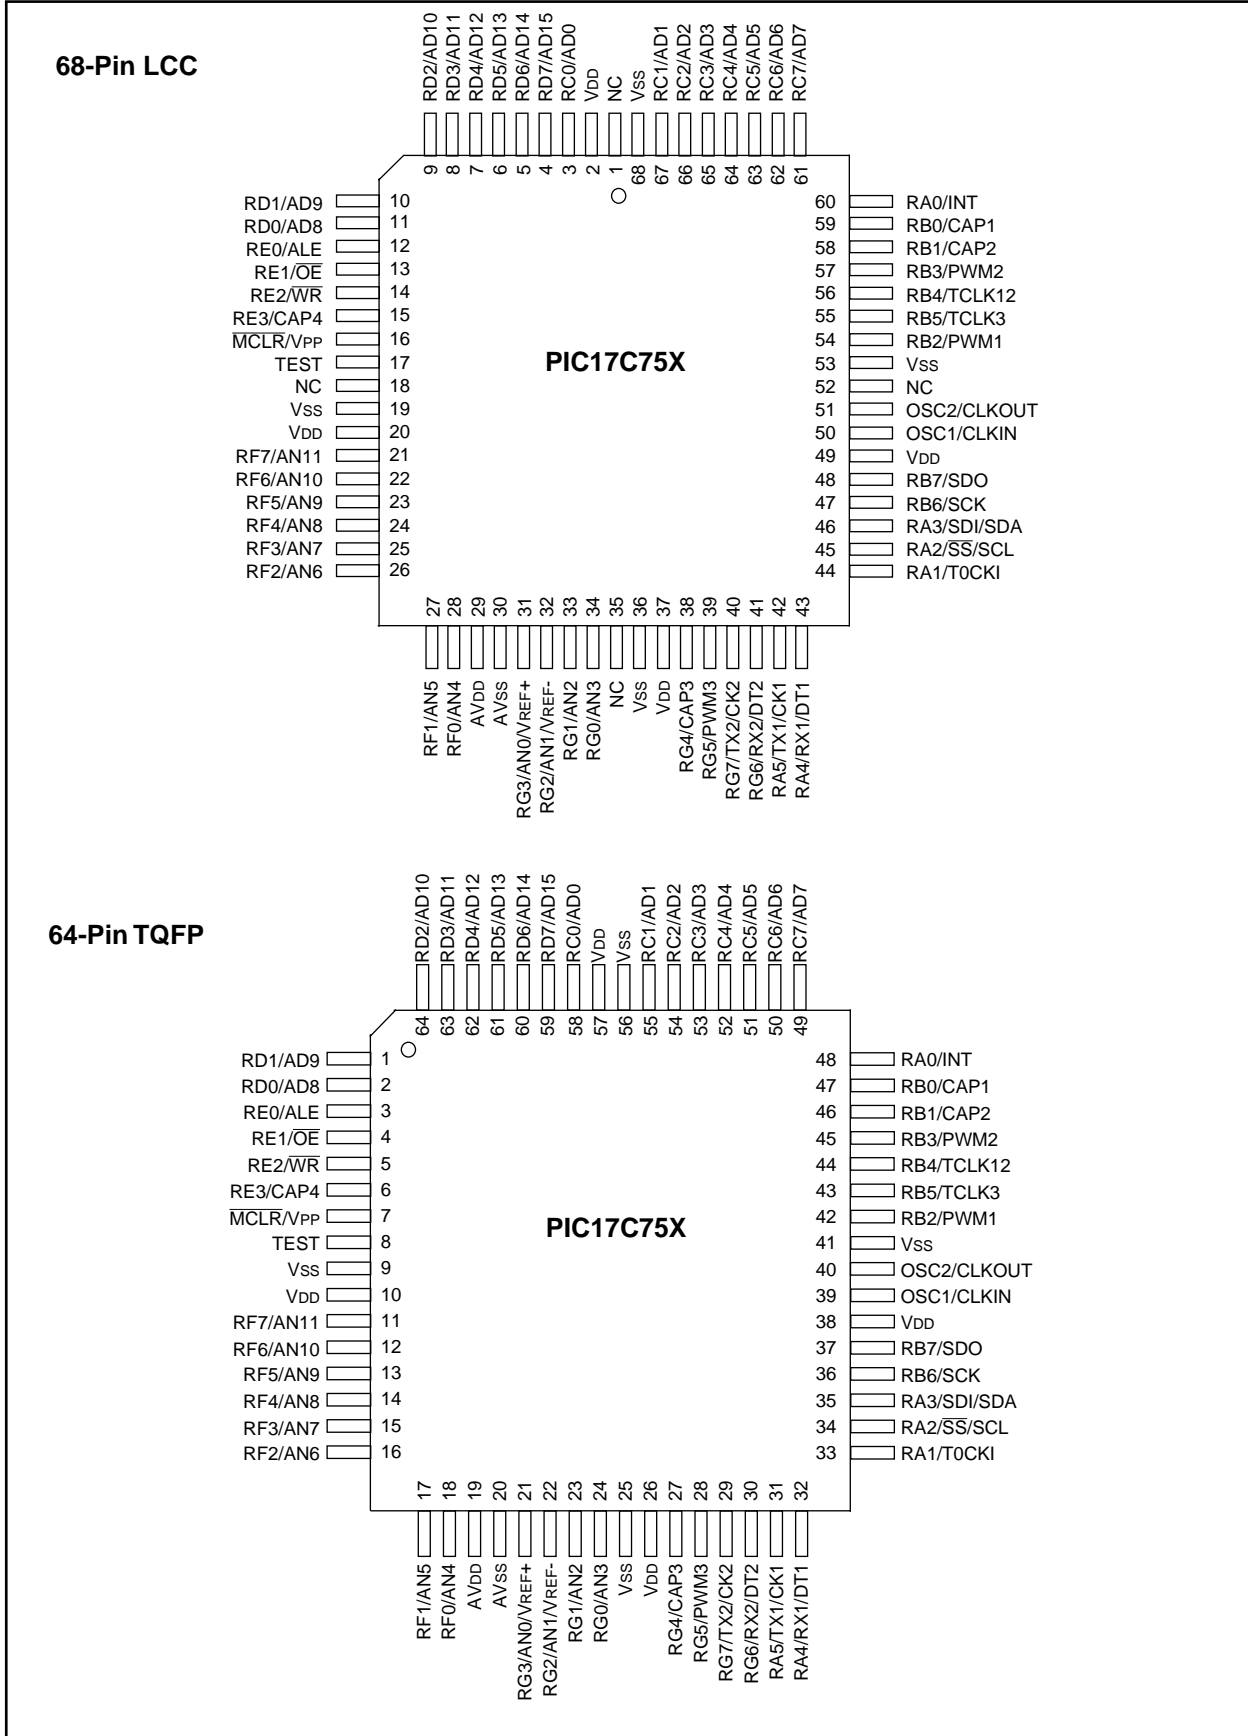 68-Pin LCC
RD2/AD10
RD3/AD11
RD4/AD12
RD5/AD13
RD6/AD14
RD7/AD15
RC0/AD0
VDD
NC
VSS
RC1/AD1
RC2/AD2
RC3/AD3
RC4/AD4
RC5/AD5
RC6/AD6
RC7/AD7
9 8 7 6 5 4 3 2 1 68 67 66 65 64 63 62 61
RD1/AD9 10
RD0/AD8 11
RE0/ALE 12
RE1/OE 13
RE2/WR 14
RE3/CAP4 15
MCLR/VPP 16
TEST 17
NC 18
VSS 19
VDD 20
RF7/AN11 21
RF6/AN10 22
RF5/AN9 23
RF4/AN8 24
RF3/AN7 25
RF2/AN6 26
PIC17C75X
60 RA0/INT
59 RB0/CAP1
58 RB1/CAP2
57 RB3/PWM2
56 RB4/TCLK12
55 RB5/TCLK3
54 RB2/PWM1
53 VSS
52 NC
51 OSC2/CLKOUT
50 OSC1/CLKIN
49 VDD
48 RB7/SDO
47 RB6/SCK
46 RA3/SDI/SDA
45 RA2/SS/SCL
44 RA1/T0CKI
27 28 29 30 31 32 33 34 35 36 37 38 39 40 41 42 43
RF1/AN5
RF0/AN4
AVDD
AVSS
RG3/AN0/VREF+
RG2/AN1/VREF-
RG1/AN2
RG0/AN3
NC
VSS
VDD
RG4/CAP3
RG5/PWM3
RG7/TX2/CK2
RG6/RX2/DT2
RA5/TX1/CK1
RA4/RX1/DT1
64-Pin TQFP
RD2/AD10
RD3/AD11
RD4/AD12
RD5/AD13
RD6/AD14
RD7/AD15
RC0/AD0
VDD
VSS
RC1/AD1
RC2/AD2
RC3/AD3
RC4/AD4
RC5/AD5
RC6/AD6
RC7/AD7
64 63 62 61 60 59 58 57 56 55 54 53 52 51 50 49
RD1/AD9 1
RD0/AD8 2
RE0/ALE 3
RE1/OE 4
RE2/WR 5
RE3/CAP4 6
MCLR/VPP 7
TEST 8
VSS 9
VDD 10
RF7/AN11 11
RF6/AN10 12
RF5/AN9 13
RF4/AN8 14
RF3/AN7 15
RF2/AN6 16
PIC17C75X
48 RA0/INT
47 RB0/CAP1
46 RB1/CAP2
45 RB3/PWM2
44 RB4/TCLK12
43 RB5/TCLK3
42 RB2/PWM1
41 VSS
40 OSC2/CLKOUT
39 OSC1/CLKIN
38 VDD
37 RB7/SDO
36 RB6/SCK
35 RA3/SDI/SDA
34 RA2/SS/SCL
33 RA1/T0CKI
17 18 19 20 21 22 23 24 25 26 27 28 29 30 31 32
RF1/AN5
RF0/AN4
AVDD
AVSS
RG3/AN0/VREF+
RG2/AN1/VREF-
RG1/AN2
RG0/AN3
VSS
VDD
RG4/CAP3
RG5/PWM3
RG7/TX2/CK2
RG6/RX2/DT2
RA5/TX1/CK1
RA4/RX1/DT1